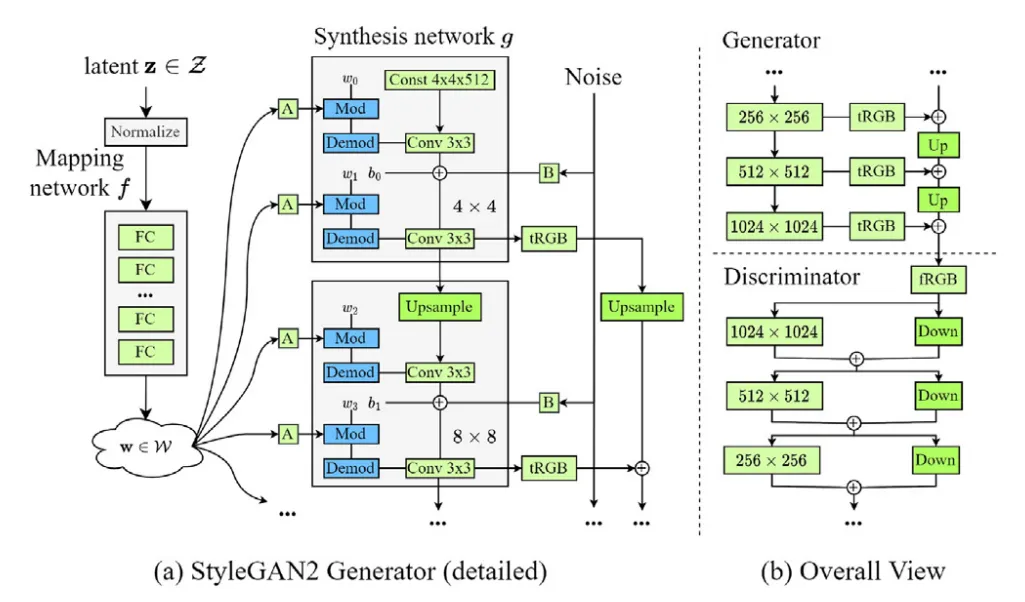 latent z ∈ Z
Normalize
Mapping
network f
FC
FC
...
FC
FC
w ∈ W
...
Synthesis network g
A
w0
Mod
Demod
Const 4x4x512
Conv 3x3
A
w1 b0
Mod
Demod
4 × 4
Conv 3x3
B
Noise
tRGB
Upsample
Upsample
A
w2
Mod
Demod
Conv 3x3
A
w3 b1
Mod
Demod
8 × 8
Conv 3x3
B
tRGB
...
...
...
(a) StyleGAN2 Generator (detailed)
Generator
...
...
256 × 256
tRGB
Up
512 × 512
tRGB
Up
1024 × 1024
tRGB
Discriminator
fRGB
1024 × 1024
Down
512 × 512
Down
256 × 256
Down
...
(b) Overall View